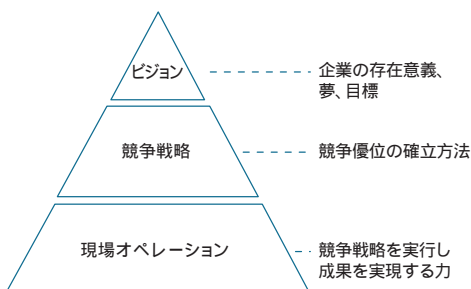 ビジョン
企業の存在意義、
夢、目標
競争戦略
競争優位の確立方法
現場オペレーション
競争戦略を実行し
成果を実現する力